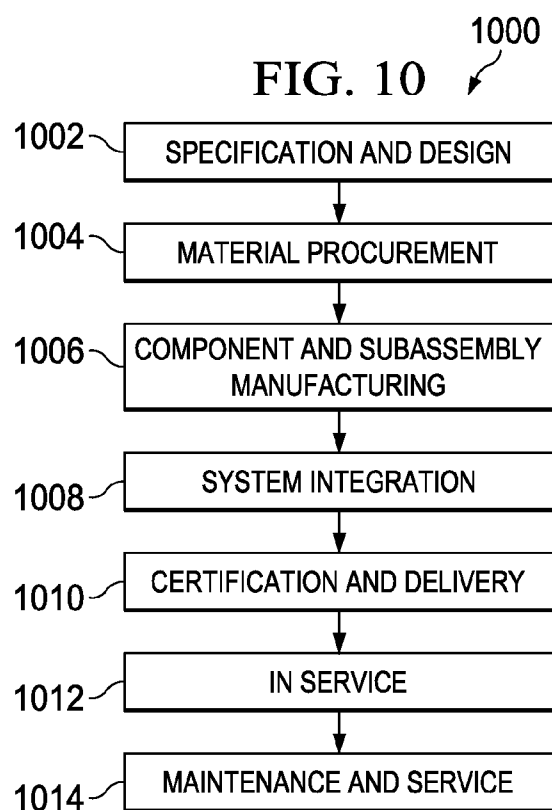 1000
FIG. 10
1002
SPECIFICATION AND DESIGN
1004
MATERIAL PROCUREMENT
1006
COMPONENT AND SUBASSEMBLY
MANUFACTURING
1008
SYSTEM INTEGRATION
1010
CERTIFICATION AND DELIVERY
1012
IN SERVICE
1014
MAINTENANCE AND SERVICE